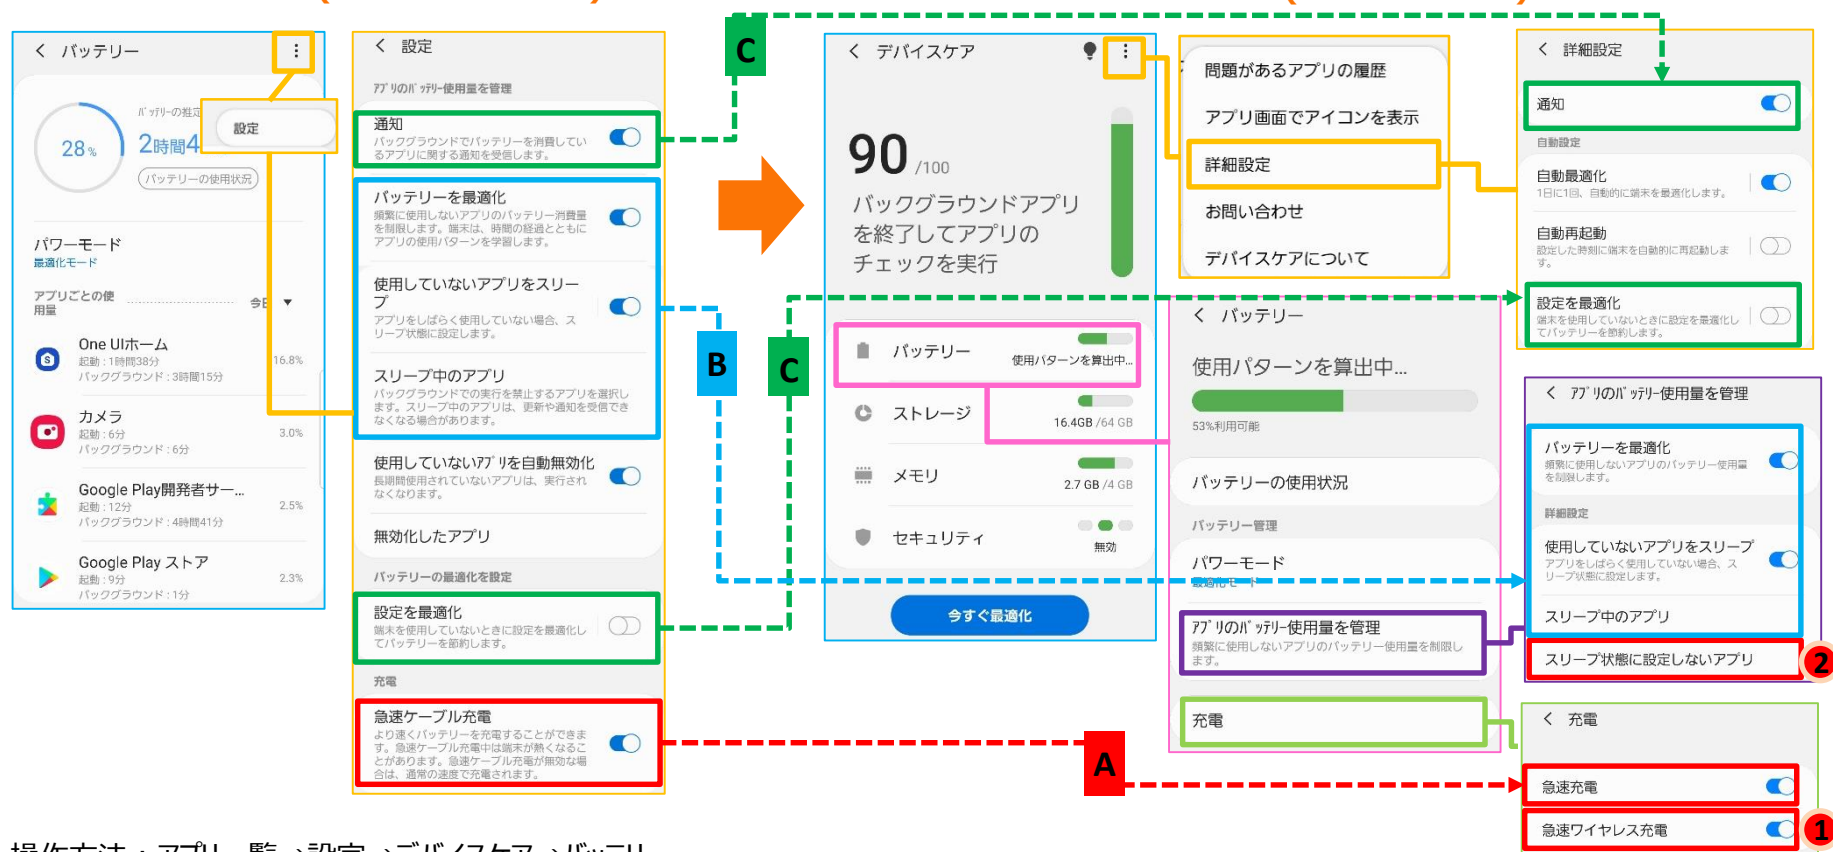 バッテリー
28%
バッテリーの推定
2時間4
バッテリーの使用状況
設定
パワーモード
最適化モード
アプリごとの使
用量
今日
One UIホーム
起動 : 1時間38分
バックグラウンド : 3時間15分
16.8%
カメラ
起動 : 6分
バックグラウンド : 6分
3.0%
Google Play開発者サー...
起動 : 12分
バックグラウンド : 4時間41分
2.5%
Google Play ストア
起動 : 9分
バックグラウンド : 1分
2.3%
設定
アプリのバッテリー使用量を管理
通知
バックグラウンドでバッテリーを消費してい
るアプリに関する通知を受信します。
バッテリーを最適化
頻繁に使用しないアプリのバッテリー消費量
を制限します。端末は、時間の経過とともに
アプリの使用パターンを学習します。
使用していないアプリをスリー
プ
アプリをしばらく使用していない場合、ス
リープ状態に設定します。
スリープ中のアプリ
バックグラウンドでの実行を禁止するアプリを選択し
ます。スリープ中のアプリは、更新や通知を受信でき
なくなる場合があります。
使用していないアプリを自動無効化
長期間使用されていないアプリは、実行され
なくなります。
無効化したアプリ
バッテリーの最適化を設定
設定を最適化
端末を使用していないときに設定を最適化し
てバッテリーを節約します。
充電
急速ケーブル充電
より速くバッテリーを充電することができま
す。急速ケーブル充電中は端末が熱くなるこ
とがあります。急速ケーブル充電が無効な場
合は、通常の速度で充電されます。
C
B
C
A
デバイスケア
90 /100
バックグラウンドアプリ
を終了してアプリの
チェックを実行
バッテリー
使用パターンを算出中...
ストレージ
16.4GB /64 GB
メモリ
2.7 GB /4 GB
セキュリティ
無効
今すぐ最適化
問題があるアプリの履歴
アプリ画面でアイコンを表示
詳細設定
お問い合わせ
デバイスケアについて
バッテリー
使用パターンを算出中...
53%利用可能
バッテリーの使用状況
バッテリー管理
パワーモード
最適化モード
アプリのバッテリー使用量を管理
頻繁に使用しないアプリのバッテリー使用量を制限し
ます。
充電
詳細設定
通知
自動設定
自動最適化
1日に1回、自動的に端末を最適化します。
自動再起動
設定した時刻に端末を自動的に再起動しま
す。
設定を最適化
端末を使用していないときに設定を最適化し
てバッテリーを節約します。
アプリのバッテリー使用量を管理
バッテリーを最適化
頻繁に使用しないアプリのバッテリー使用量
を制限します。
詳細設定
使用していないアプリをスリープ
アプリをしばらく使用していない場合、ス
リープ状態に設定します。
スリープ中のアプリ
スリープ状態に設定しないアプリ
2
充電
急速充電
急速ワイヤレス充電
1
操作方法 : アプリ一覧→設定→デバイスケア→バッテリー